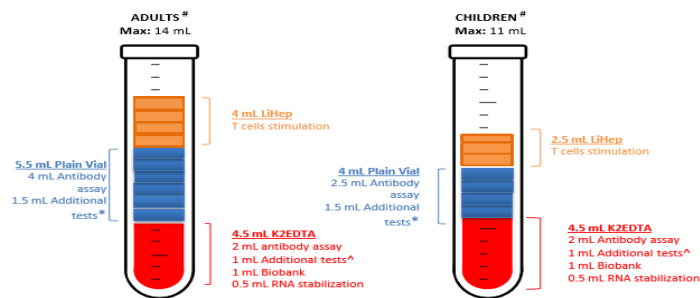 ADULTS#
Max: 14 mL
4 mL LiHep
T cells stimulation
5.5 mL Plain Vial
4 mL Antibody
assay
1.5 mL Additional
tests*
4.5 mL K2EDTA
2 mL antibody assay
1 mL Additional tests^
1 mL Biobank
0.5 mL RNA stabilization
CHILDREN#
Max: 11 mL
2.5 mL LiHep
T cells stimulation
4 mL Plain Vial
2.5 mL Antibody
assay
1.5 mL Additional
tests*
4.5 mL K2EDTA
2 mL Antibody assay
1 mL Additional tests^
1 mL Biobank
0.5 mL RNA stabilization